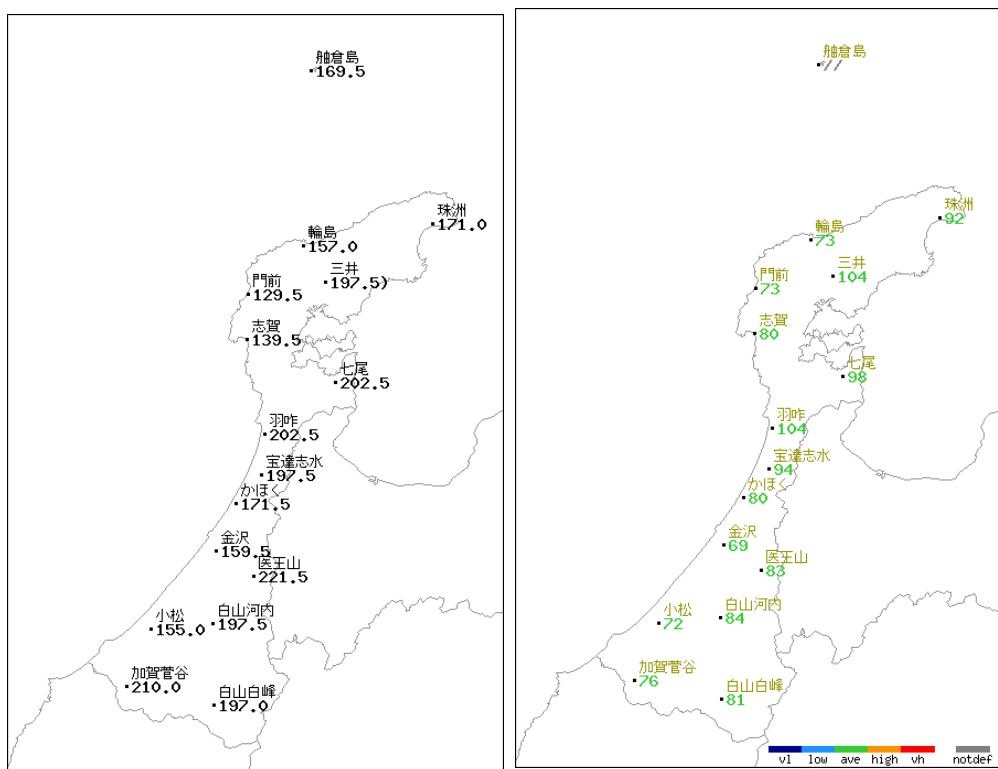 舳倉島
169.5
珠洲
171.0
輪島
157.0
三井
197.5)
門前
129.5
志賀
139.5
七尾
202.5
羽咋
202.5
宝達志水
197.5
かほく
171.5
金沢
159.5
医王山
221.5
白山河内
197.5
小松
155.0
加賀菅谷
210.0
白山白峰
197.0
舳倉島
//
珠洲
92
輪島
73
三井
104
門前
73
志賀
80
七尾
98
羽咋
104
宝達志水
94
かほく
80
金沢
69
医王山
83
白山河内
84
小松
72
加賀菅谷
76
白山白峰
81
vl low ave high vh notdef